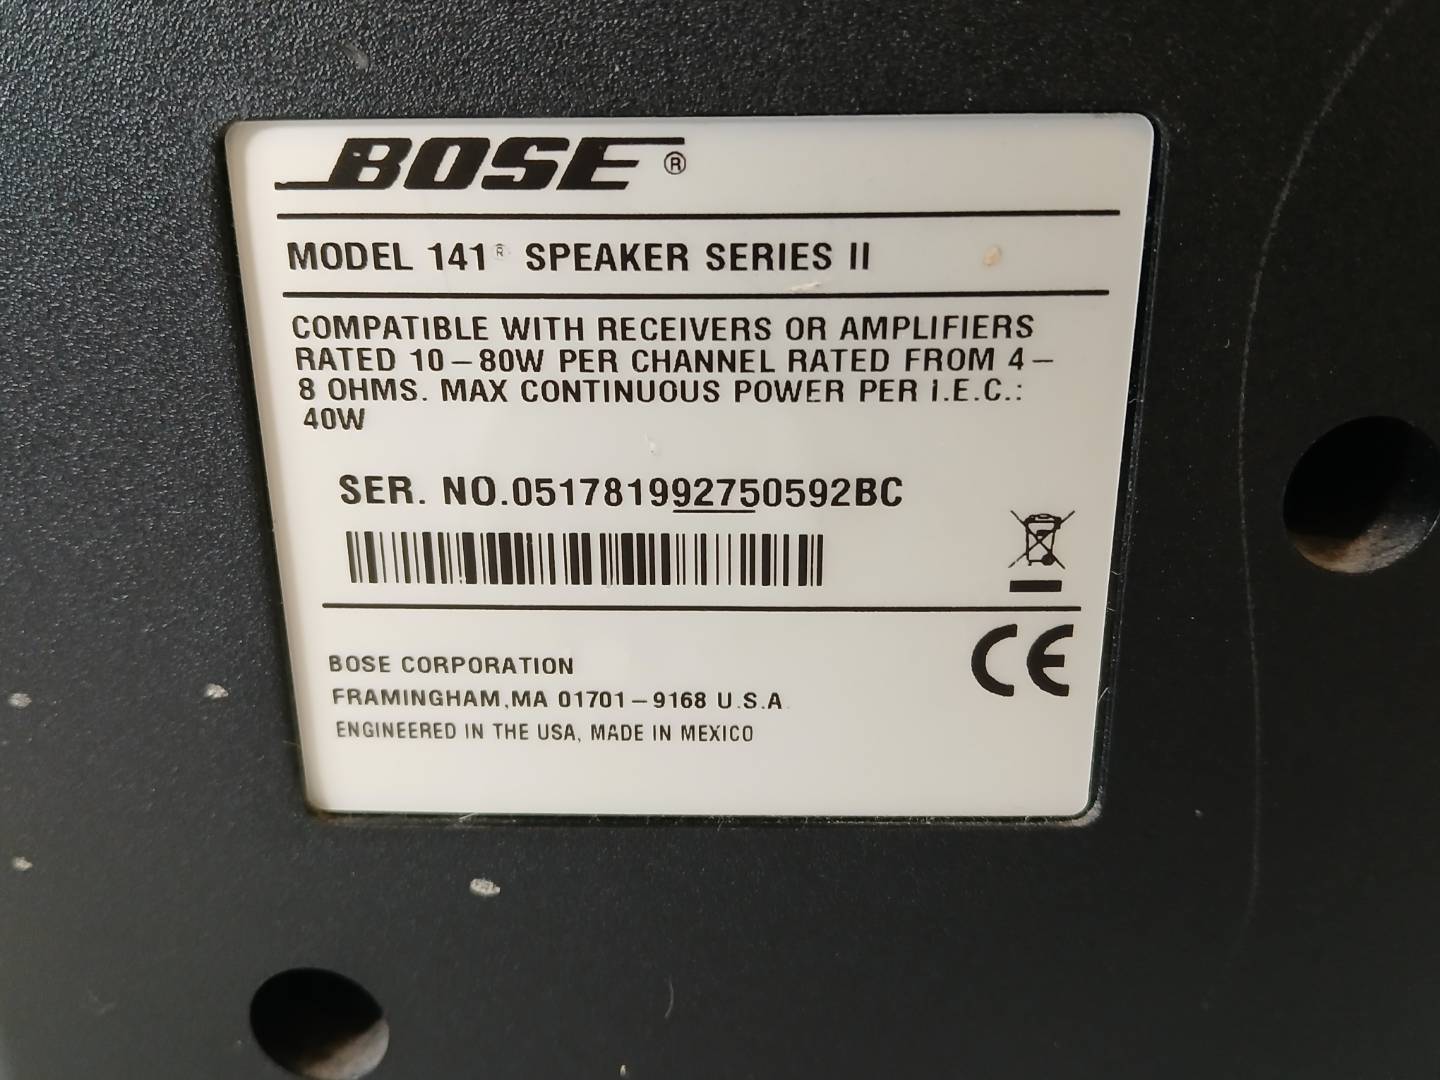 BOSE®
MODEL 141® SPEAKER SERIES II
COMPATIBLE WITH RECEIVERS OR AMPLIFIERS
RATED 10–80W PER CHANNEL RATED FROM 4–
8 OHMS. MAX CONTINUOUS POWER PER I.E.C.:
40W
SER. NO.051781992750592BC
CE
BOSE CORPORATION
FRAMINGHAM,MA 01701–9168 U.S.A.
ENGINEERED IN THE USA, MADE IN MEXICO